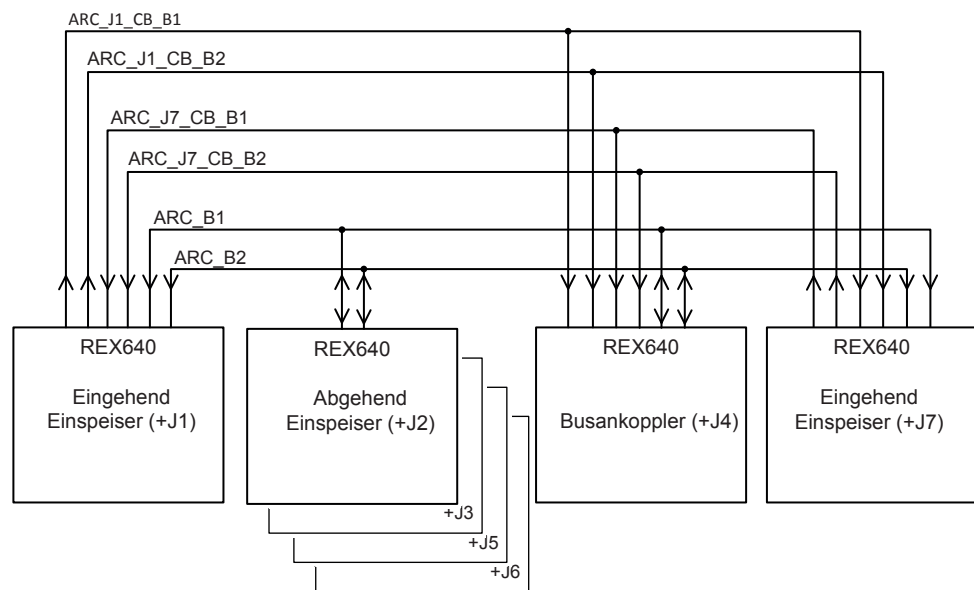 ARC_J1_CB_B1
ARC_J1_CB_B2
ARC_J7_CB_B1
ARC_J7_CB_B2
ARC_B1
ARC_B2
REX640
Eingehend
Einspeiser (+J1)
REX640
Abgehend
Einspeiser (+J2)
+J3
+J5
+J6
REX640
Busankoppler (+J4)
REX640
Eingehend
Einspeiser (+J7)